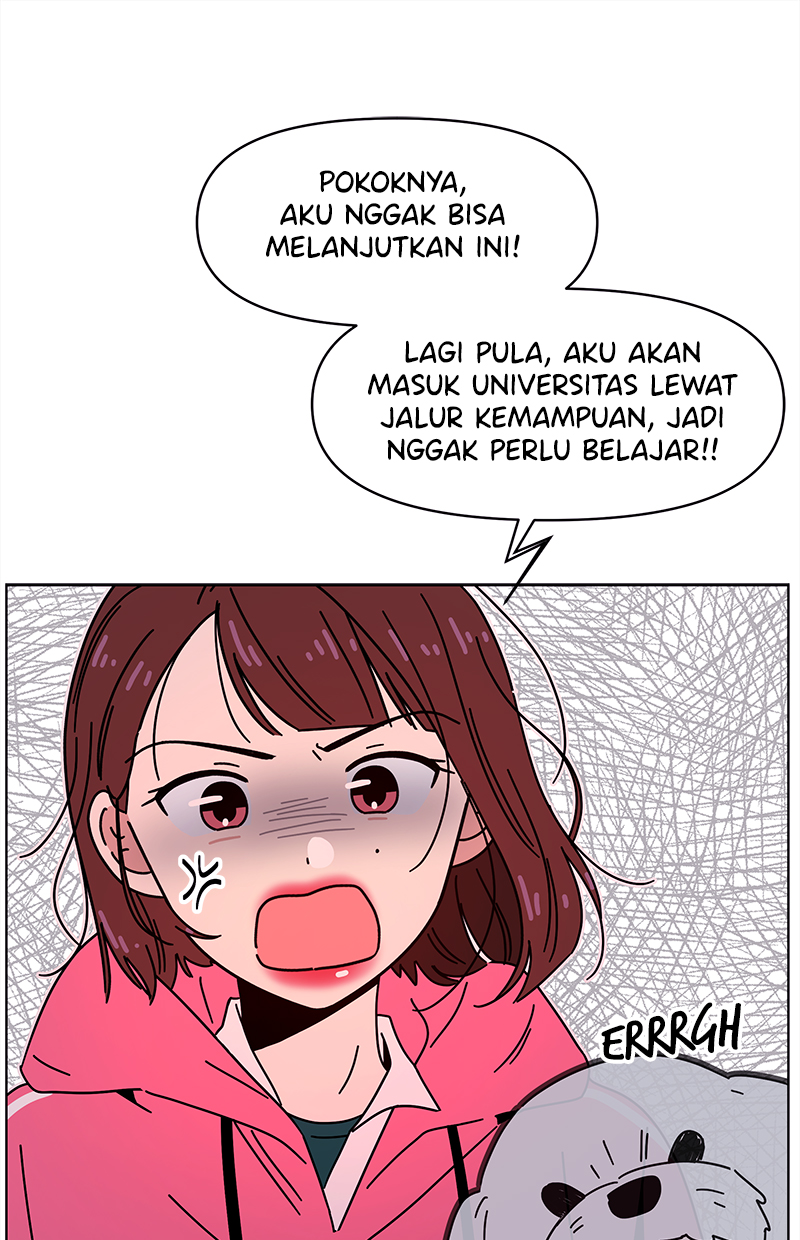 POKOKNYA,
AKU NGGAK BISA
MELANJUTKAN INI!
LAGI PULA, AKU AKAN
MASUK UNIVERSITAS LEWAT
JALUR KEMAMPUAN, JADI
NGGAK PERLU BELAJAR!!
ERRRGH